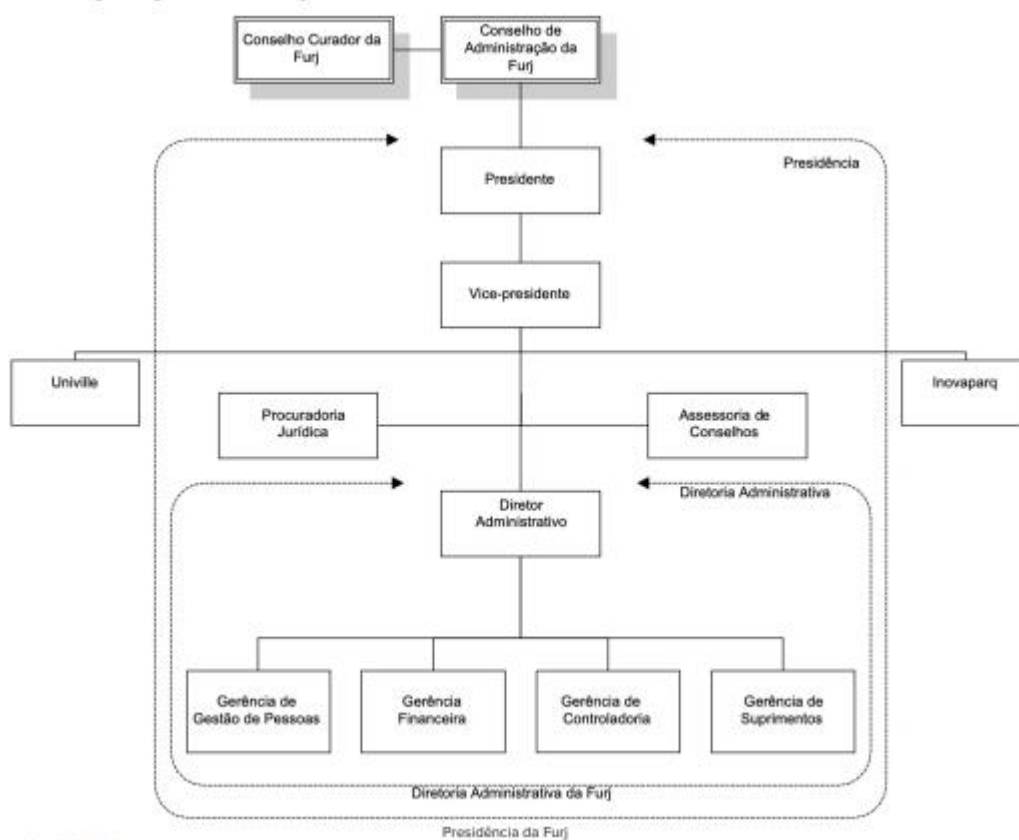 Conselho Curador da
Furj
Conselho de
Administração da
Furj
Presidência
Presidente
Vice-presidente
Univille
Inovaparq
Procuradoria
Jurídica
Assessoria de
Conselhos
Diretoria Administrativa
Diretor
Administrativo
Gerência de
Gestão de Pessoas
Gerência
Financeira
Gerência de
Controladoria
Gerência de
Suprimentos
Diretoria Administrativa da Furj
Presidência da Furj